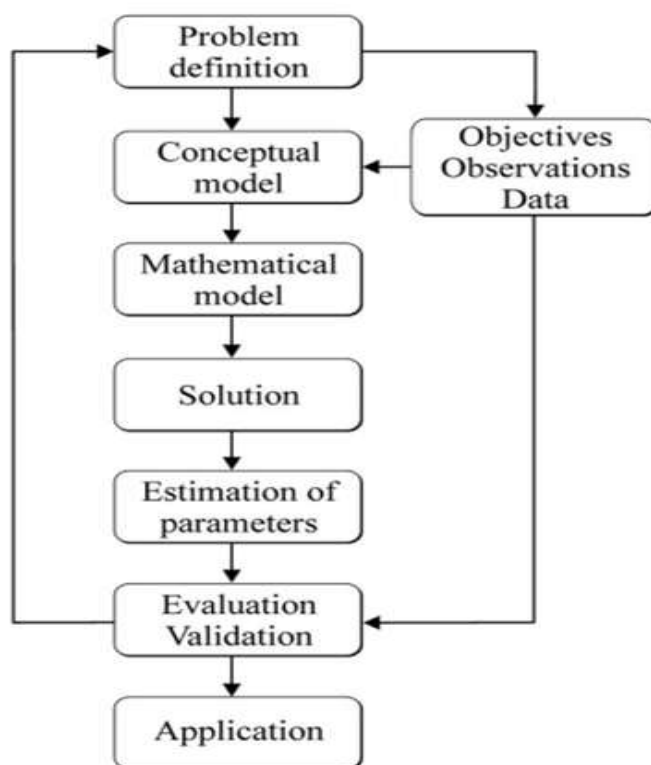 Problem
definition
Conceptual
model
Objectives
Observations
Data
Mathematical
model
Solution
Estimation of
parameters
Evaluation
Validation
Application